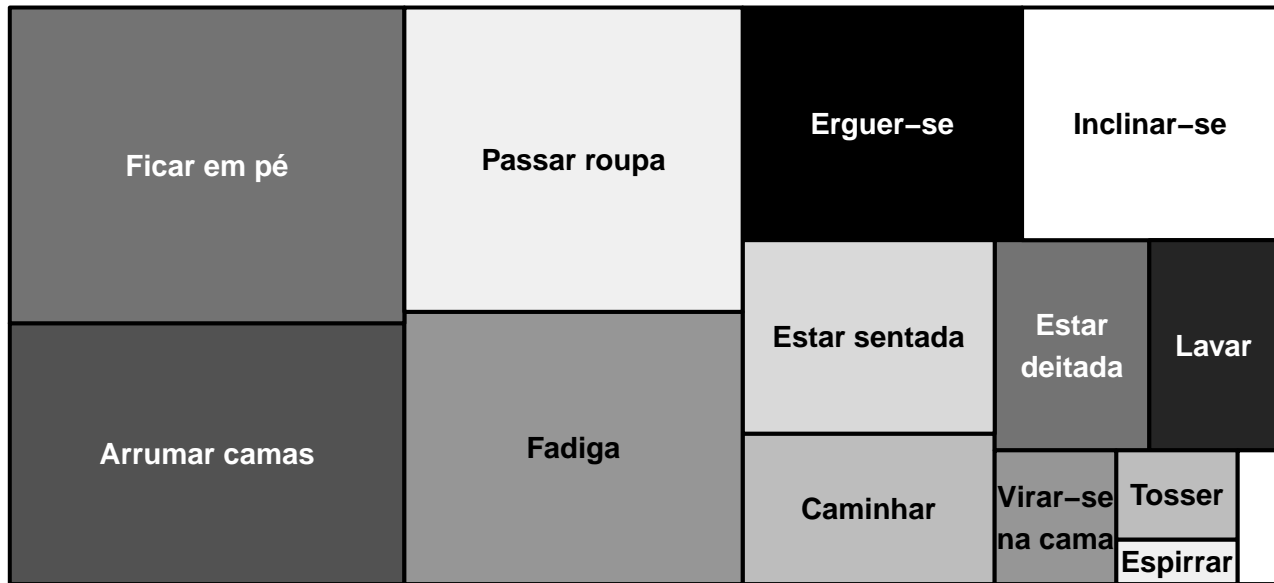 Ficar em pé
Passar roupa
Erguer−se
Inclinar−se
Arrumar camas
Fadiga
Estar sentada
Estar
deitada
Lavar
Caminhar
Virar−se
na cama
Tosser
Espirrar